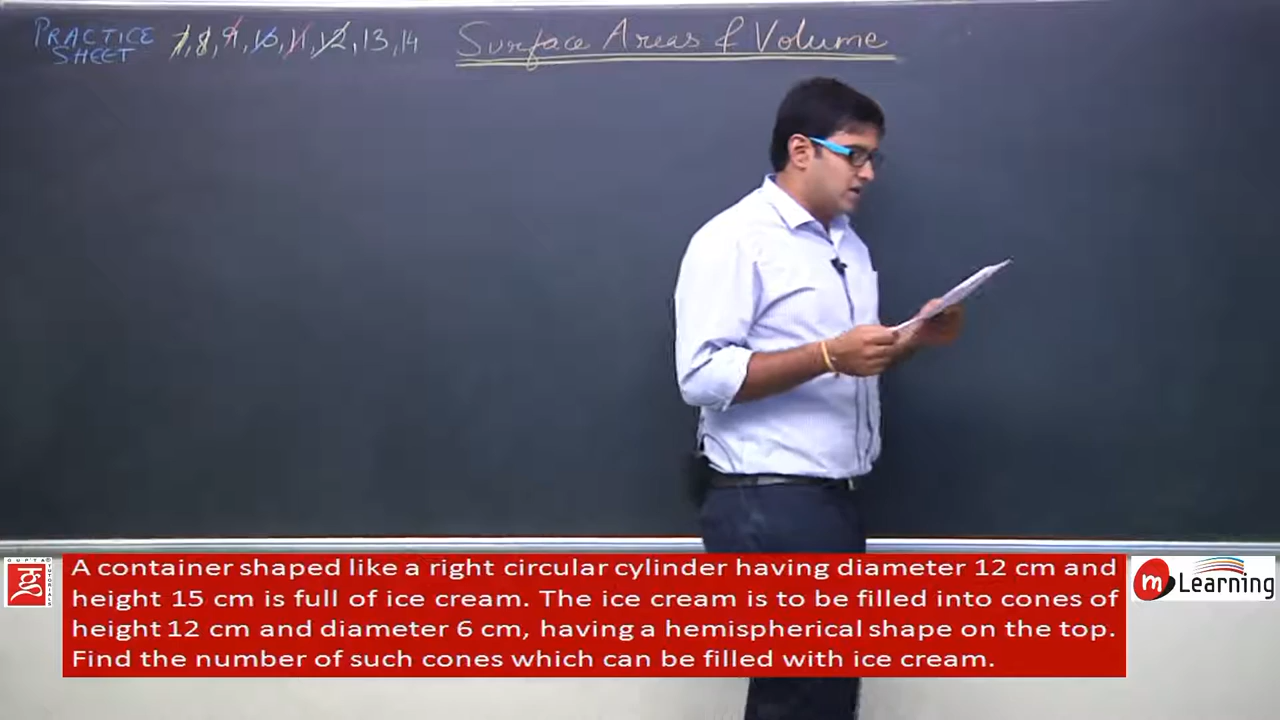 PRACTICE SHEET 7, 8, 9, 10, 11, 12, 13, 14
Surface Areas & Volume
A container shaped like a right circular cylinder having diameter 12 cm and
height 15 cm is full of ice cream. The ice cream is to be filled into cones of
height 12 cm and diameter 6 cm, having a hemispherical shape on the top.
Find the number of such cones which can be filled with ice cream.
GUPTA
TUTORIALS
m Learning